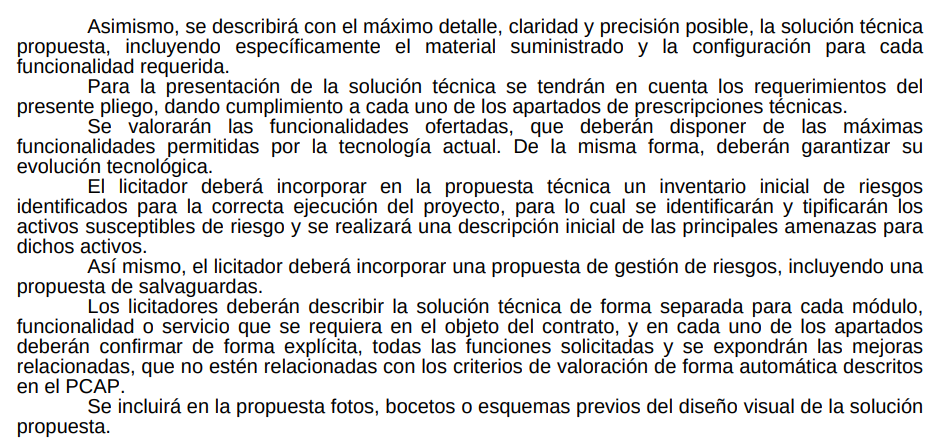 Asimismo, se describirá con el máximo detalle, claridad y precisión posible, la solución técnica
propuesta, incluyendo específicamente el material suministrado y la configuración para cada
funcionalidad requerida.
Para la presentación de la solución técnica se tendrán en cuenta los requerimientos del
presente pliego, dando cumplimiento a cada uno de los apartados de prescripciones técnicas.
Se valorarán las funcionalidades ofertadas, que deberán disponer de las máximas
funcionalidades permitidas por la tecnología actual. De la misma forma, deberán garantizar su
evolución tecnológica.
El licitador deberá incorporar en la propuesta técnica un inventario inicial de riesgos
identificados para la correcta ejecución del proyecto, para lo cual se identificarán y tipificarán los
activos susceptibles de riesgo y se realizará una descripción inicial de las principales amenazas para
dichos activos.
Así mismo, el licitador deberá incorporar una propuesta de gestión de riesgos, incluyendo una
propuesta de salvaguardas.
Los licitadores deberán describir la solución técnica de forma separada para cada módulo,
funcionalidad o servicio que se requiera en el objeto del contrato, y en cada uno de los apartados
deberán confirmar de forma explícita, todas las funciones solicitadas y se expondrán las mejoras
relacionadas, que no estén relacionadas con los criterios de valoración de forma automática descritos
en el PCAP.
Se incluirá en la propuesta fotos, bocetos o esquemas previos del diseño visual de la solución
propuesta.